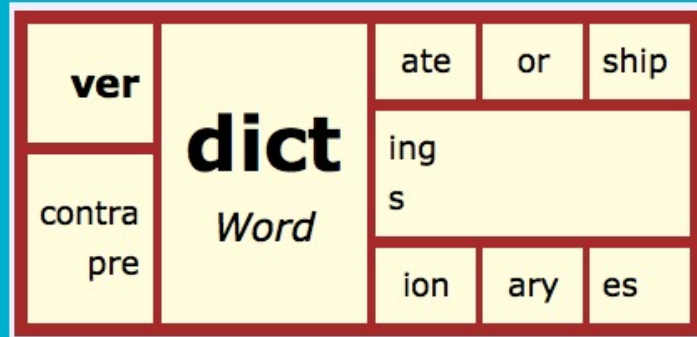 ver
contra
pre
dict
Word
ate or ship
ing
s
ion ary es